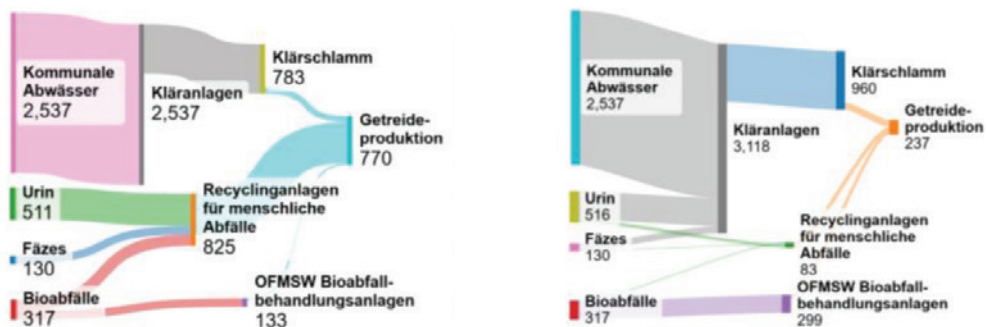 Kommunale
Abwässer
2,537
Kläranlagen
2,537
Klärschlamm
783
Getreide-
produktion
770
Urin
511
Fäzes
130
Bioabfälle
317
Recyclinganlagen
für menschliche
Abfälle
825
OFMSW Bioabfall-
behandlungsanlagen
133
Kommunale
Abwässer
2,537
Kläranlagen
3,118
Klärschlamm
960
Getreide-
produktion
237
Urin
516
Fäzes
130
Bioabfälle
317
Recyclinganlagen
für menschliche
Abfälle
83
OFMSW Bioabfall-
behandlungsanlagen
299